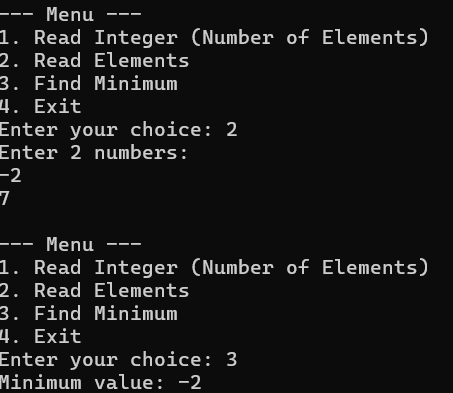 --- Menu ---
1. Read Integer (Number of Elements)
2. Read Elements
3. Find Minimum
4. Exit
Enter your choice: 2
Enter 2 numbers:
-2
7
--- Menu ---
1. Read Integer (Number of Elements)
2. Read Elements
3. Find Minimum
4. Exit
Enter your choice: 3
Minimum value: -2